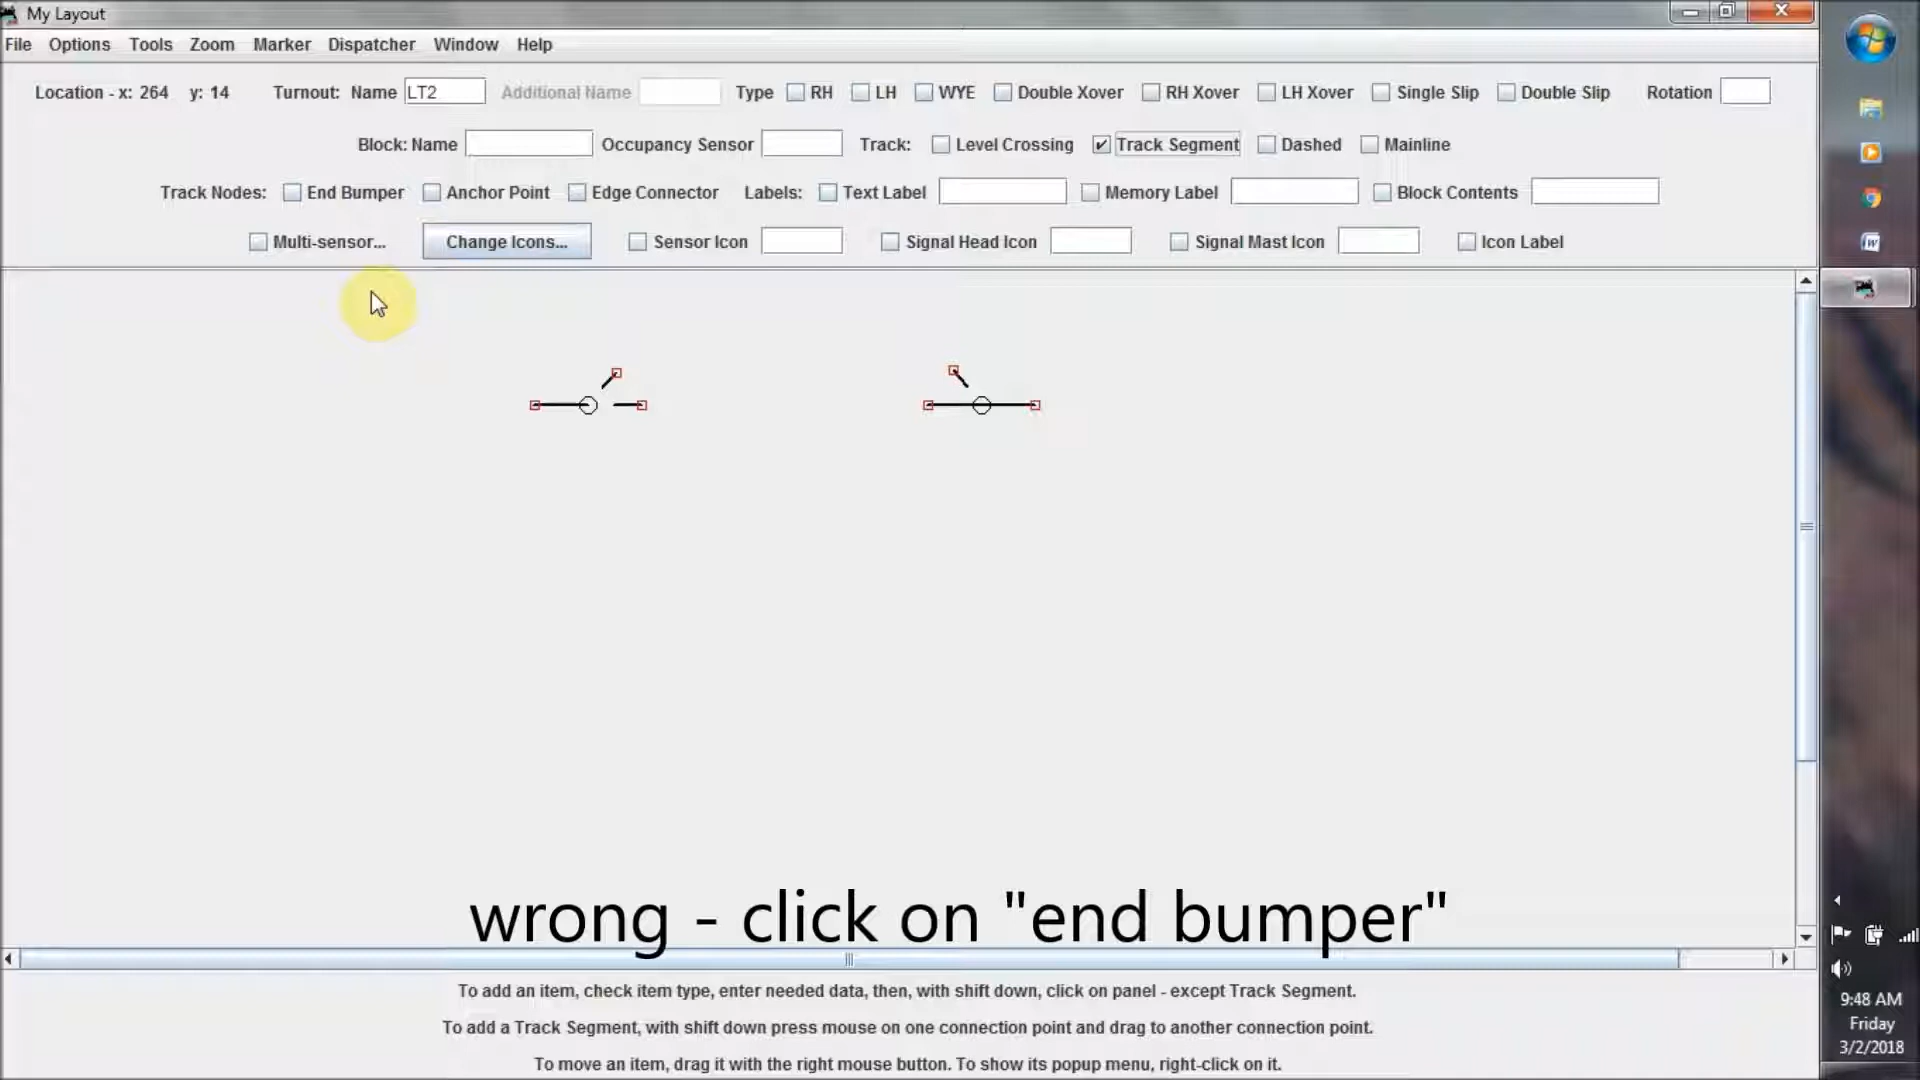 My Layout
File Options Tools Zoom Marker Dispatcher Window Help
Location - x: 264 y: 14 Turnout: Name LT2 Additional Name Type RH LH WYE Double Xover RH Xover LH Xover Single Slip Double Slip Rotation
Block: Name Occupancy Sensor Track: Level Crossing Track Segment Dashed Mainline
Track Nodes: End Bumper Anchor Point Edge Connector Labels: Text Label Memory Label Block Contents
Multi-sensor... Change Icons... Sensor Icon Signal Head Icon Signal Mast Icon Icon Label
wrong - click on "end bumper"
To add an item, check item type, enter needed data, then, with shift down, click on panel - except Track Segment.
To add a Track Segment, with shift down press mouse on one connection point and drag to another connection point.
To move an item, drag it with the right mouse button. To show its popup menu, right-click on it.
9:48 AM
Friday
3/2/2018